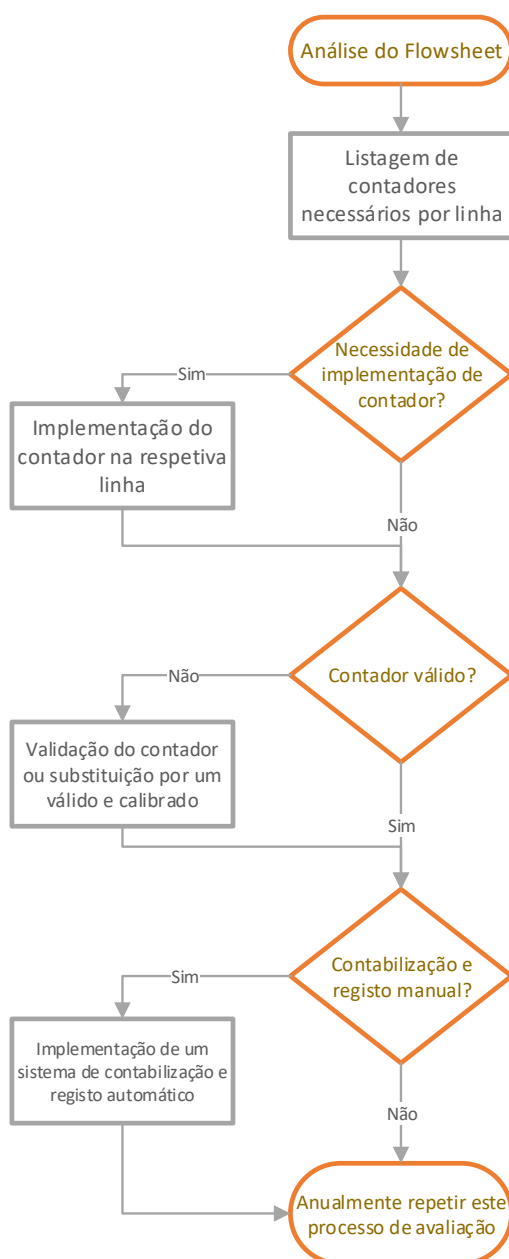 Análise do Flowsheet
Listagem de
contadores
necessários por linha
Necessidade de
implementação de
contador?
Sim
Implementação do
contador na respetiva
linha
Não
Contador válido?
Não
Validação do contador
ou substituição por um
válido e calibrado
Sim
Contabilização e
registo manual?
Sim
Implementação de um
sistema de contabilização e
registo automático
Não
Anualmente repetir este
processo de avaliação